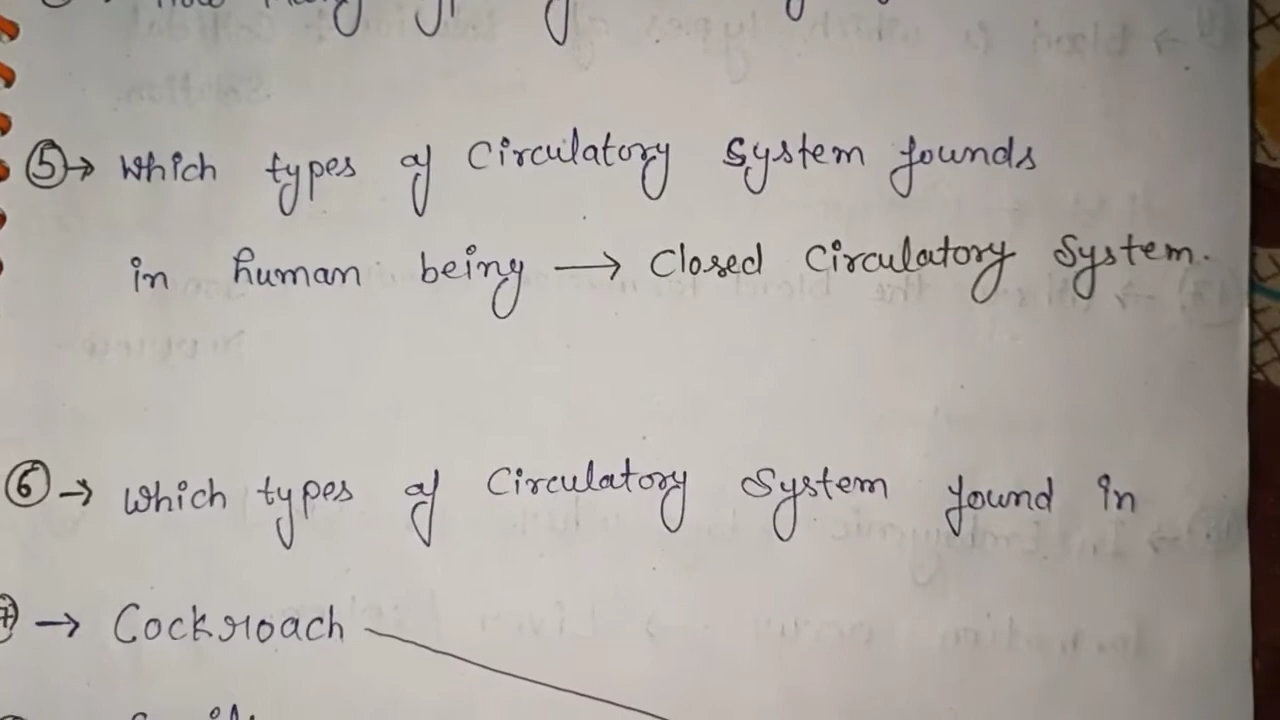 ⑤→ Which types of Circulatory System founds
in human being → Closed Circulatory System.
⑥→ Which types of Circulatory System found in
→ Cockroach